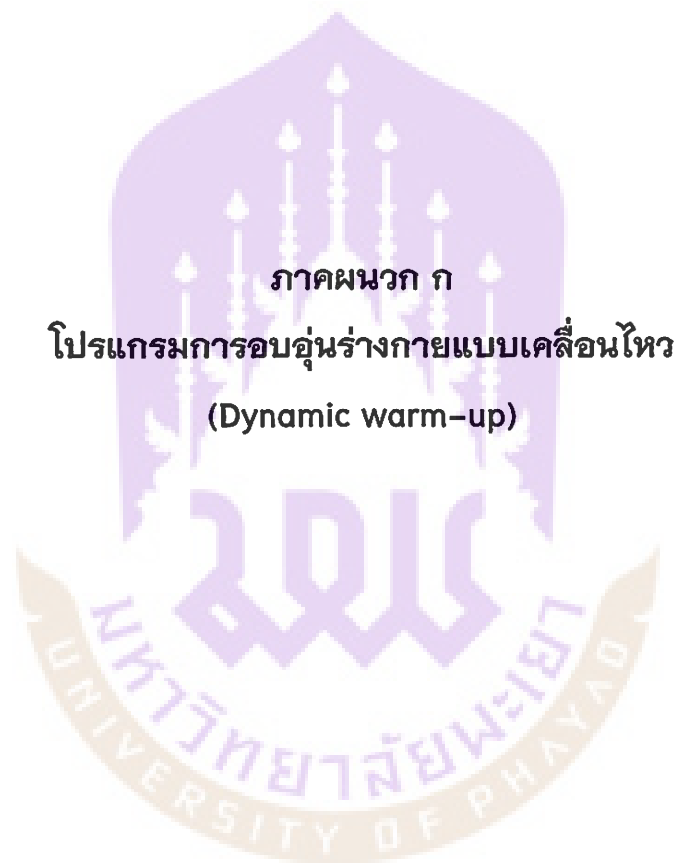 ภาคผนวก ก
โปรแกรมการอบอุ่นร่างกายแบบเคลื่อนไหว
(Dynamic warm-up)
มพ
มหาวิทยาลัยพะเยา
UNIVERSITY OF PHAYAO